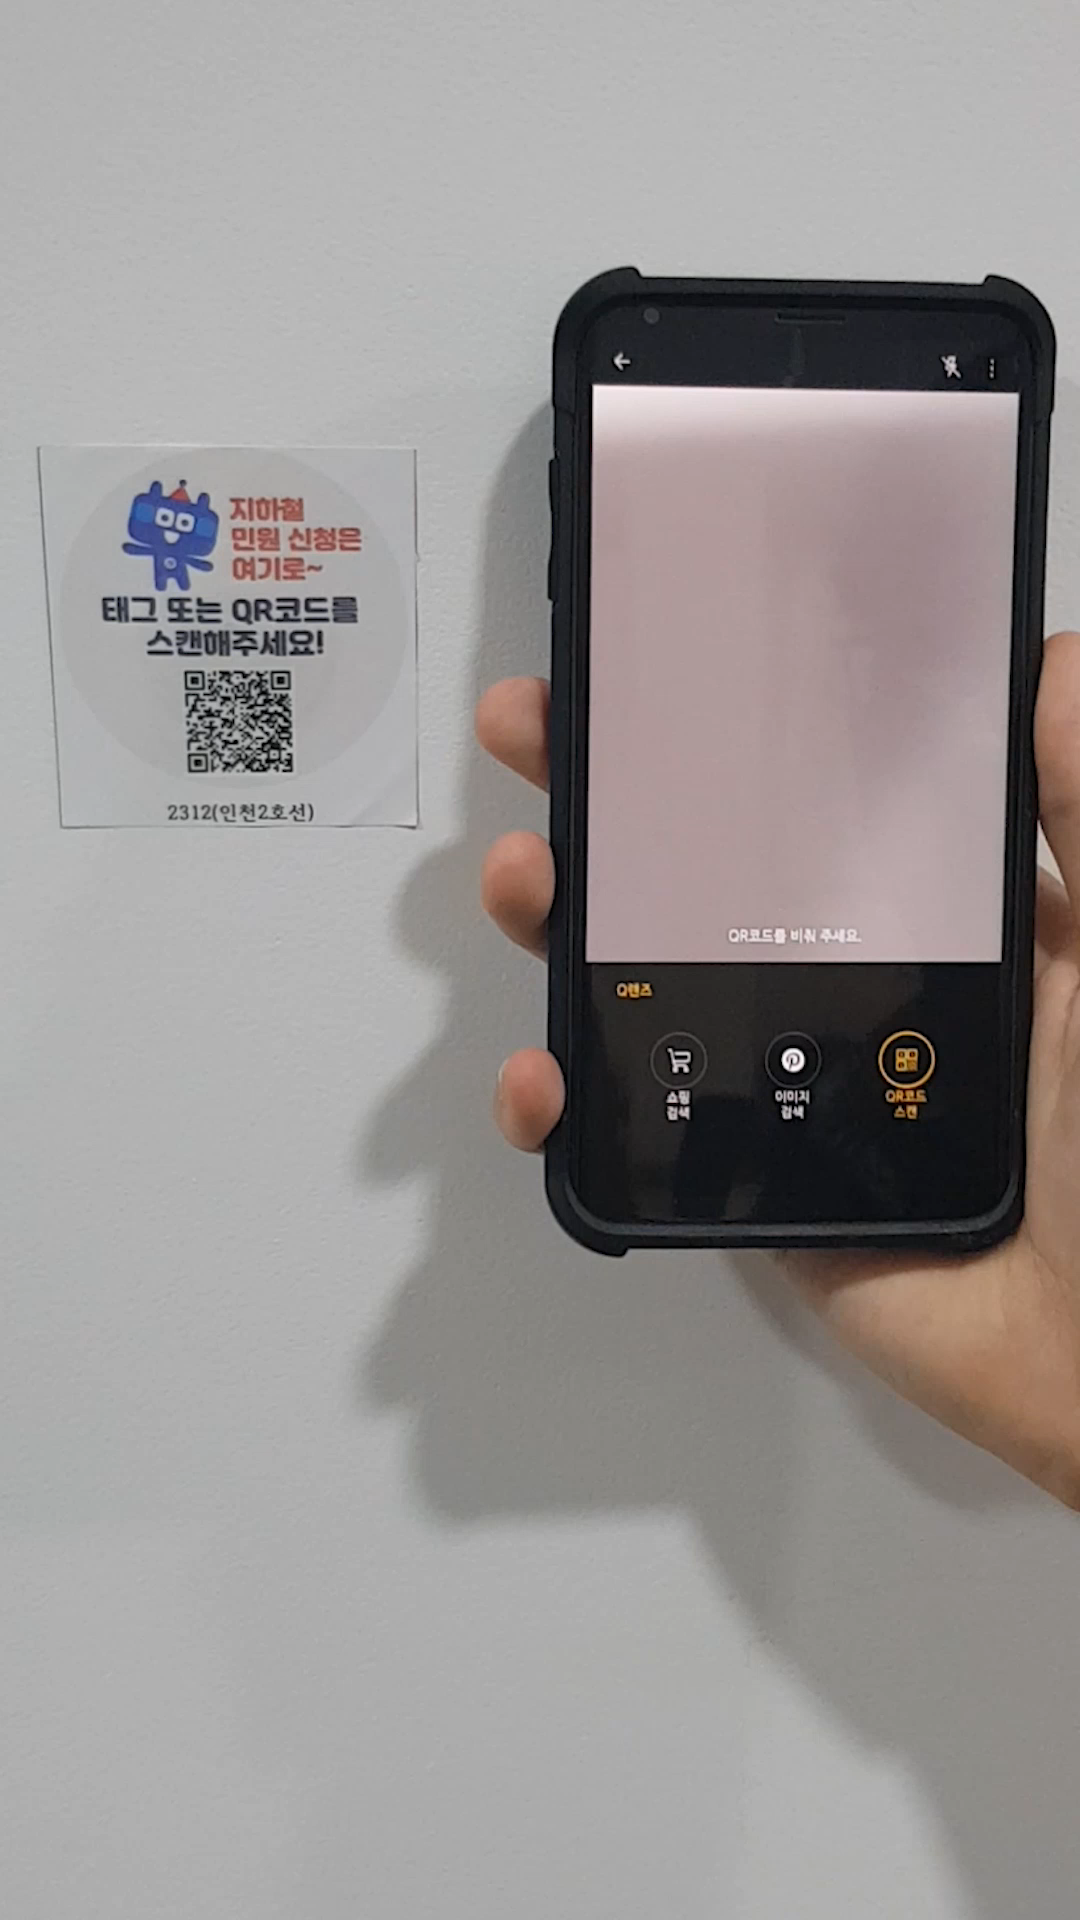 지하철
민원 신청은
여기로~
태그 또는 QR코드를
스캔해주세요!
2312(인천2호선)
QR코드를 비춰 주세요.
Q렌즈
쇼핑
검색
이미지
검색
QR코드
스캔